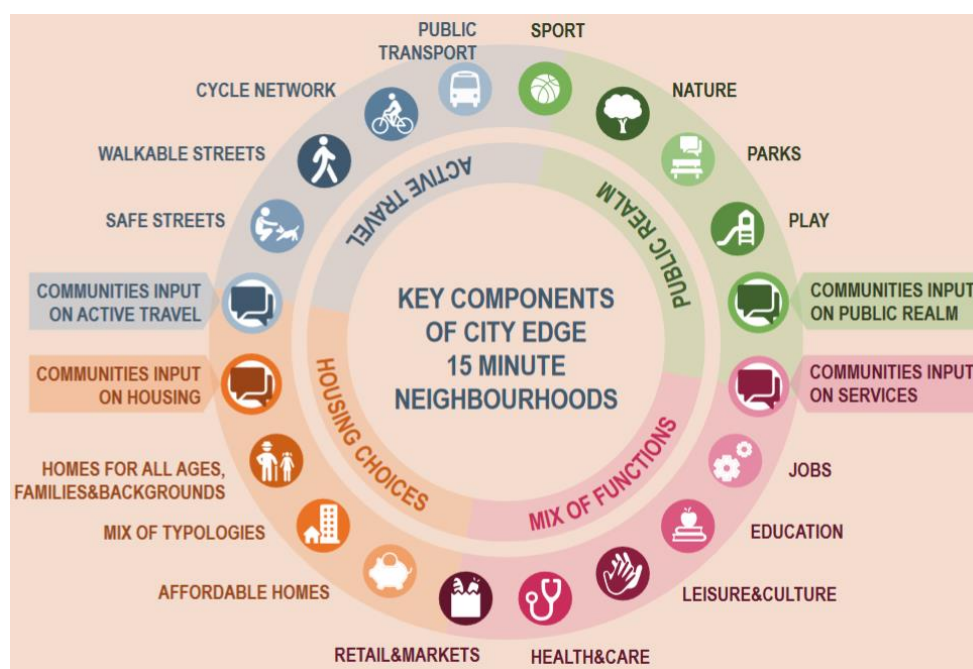 PUBLIC
TRANSPORT
SPORT
CYCLE NETWORK
NATURE
WALKABLE STREETS
PARKS
SAFE STREETS
PLAY
ACTIVE TRAVEL
PUBLIC REALM
COMMUNITIES INPUT
ON ACTIVE TRAVEL
KEY COMPONENTS
OF CITY EDGE
15 MINUTE
NEIGHBOURHOODS
COMMUNITIES INPUT
ON PUBLIC REALM
COMMUNITIES INPUT
ON HOUSING
COMMUNITIES INPUT
ON SERVICES
HOUSING CHOICES
MIX OF FUNCTIONS
HOMES FOR ALL AGES,
FAMILIES&BACKGROUNDS
JOBS
MIX OF TYPOLOGIES
EDUCATION
AFFORDABLE HOMES
LEISURE&CULTURE
RETAIL&MARKETS
HEALTH&CARE